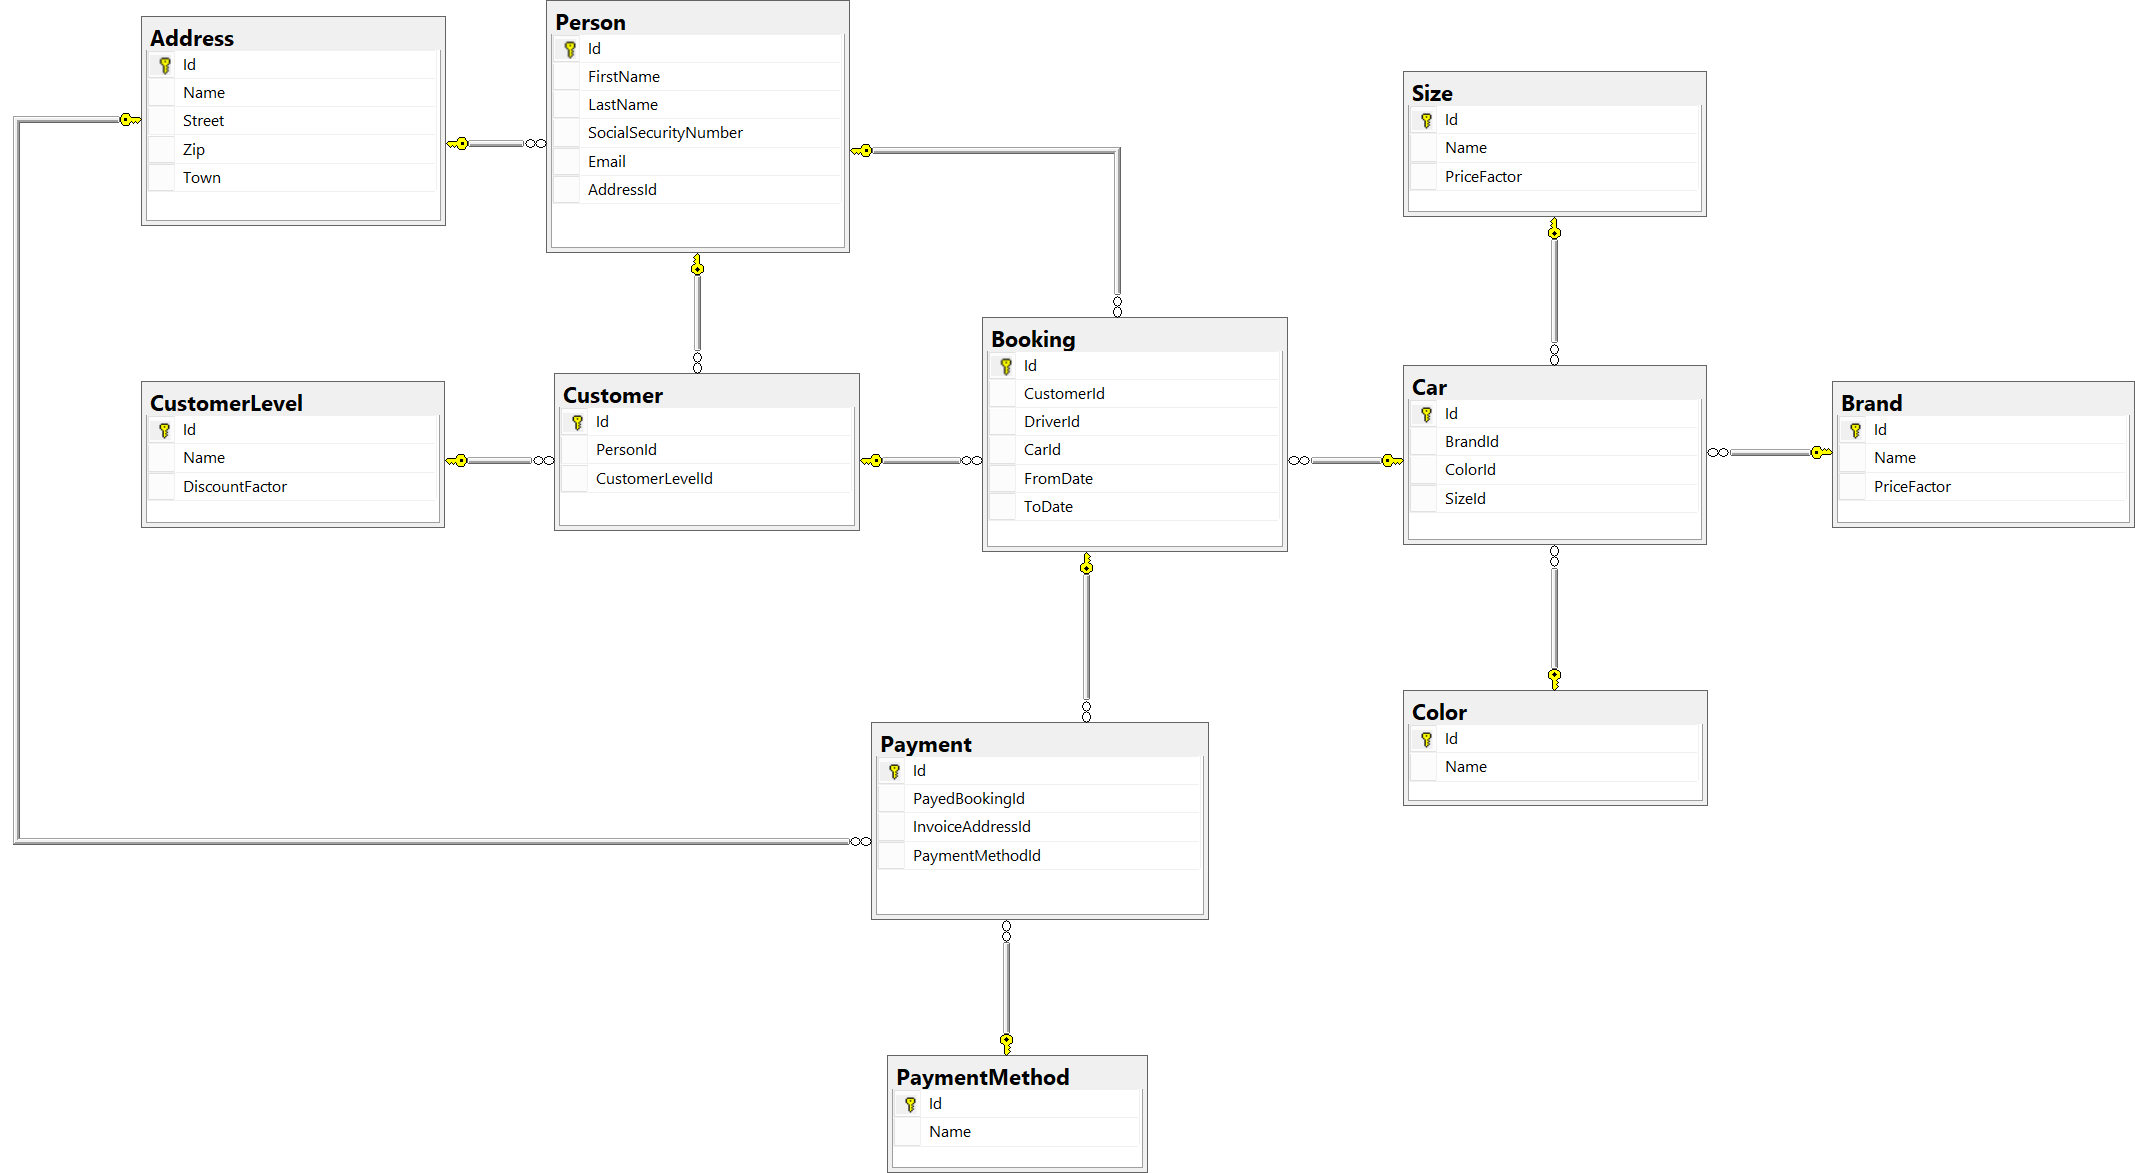 Address
Id
Name
Street
Zip
Town
Person
Id
FirstName
LastName
SocialSecurityNumber
Email
AddressId
Size
Id
Name
PriceFactor
CustomerLevel
Id
Name
DiscountFactor
Customer
Id
PersonId
CustomerLevelId
Booking
Id
CustomerId
DriverId
CarId
FromDate
ToDate
Car
Id
BrandId
ColorId
SizeId
Brand
Id
Name
PriceFactor
Payment
Id
PayedBookingId
InvoiceAddressId
PaymentMethodId
Color
Id
Name
PaymentMethod
Id
Name